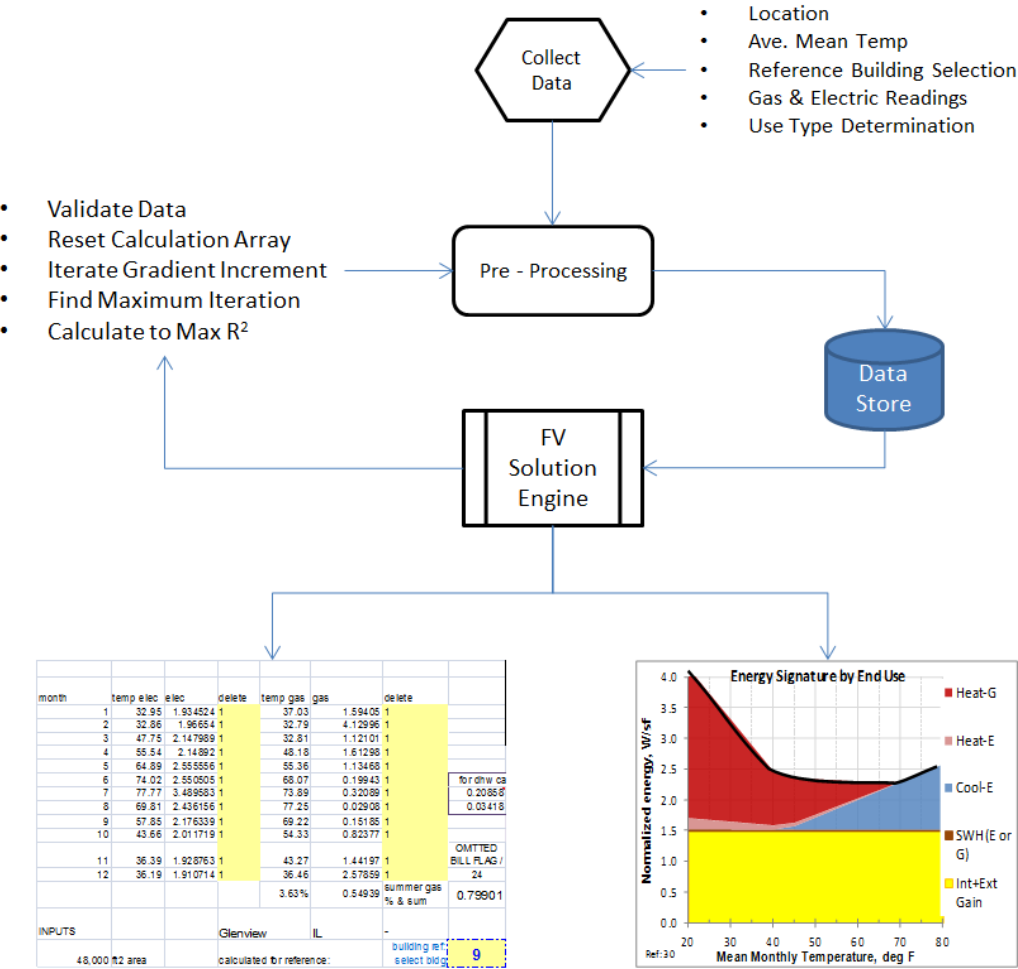 • Location
• Ave. Mean Temp
• Reference Building Selection
• Gas & Electric Readings
• Use Type Determination
Collect
Data
• Validate Data
• Reset Calculation Array
• Iterate Gradient Increment
• Find Maximum Iteration
• Calculate to Max R²
Pre - Processing
Data
Store
FV
Solution
Engine
month temp elec elec delete temp gas gas delete
1 32.95 1.934524 1 37.03 1.59405 1
2 32.86 1.96654 1 32.79 4.12996 1
3 47.75 2.147989 1 32.81 1.12101 1
4 55.54 2.14892 1 48.18 1.61298 1
5 64.89 2.555556 1 55.36 1.13468 1
6 74.02 2.550505 1 68.07 0.19943 1 for dhw ca
7 77.77 3.489583 1 73.89 0.32089 1 0.20858
8 69.81 2.436156 1 77.25 0.02908 1 0.03418
9 57.85 2.176339 1 69.22 0.15185 1
10 43.66 2.011719 1 54.33 0.82377 1
11 36.39 1.928763 1 43.27 1.44197 1 OMTTED BILL FLAG /
12 36.19 1.910714 1 36.46 2.57859 1 24
3.63% 0.54939 summer gas % & sum 0.79901
INPUTS Glenview IL -
48,000 ft2 area calculated for reference: building ref: select bldg 9
Energy Signature by End Use
Normalized energy, W/sf
4.0
3.5
3.0
2.5
2.0
1.5
1.0
0.5
0.0
20 30 40 50 60 70 80
Ref:30 Mean Monthly Temperature, deg F
Heat-G
Heat-E
Cool-E
SWH (E or
G)
Int+Ext
Gain